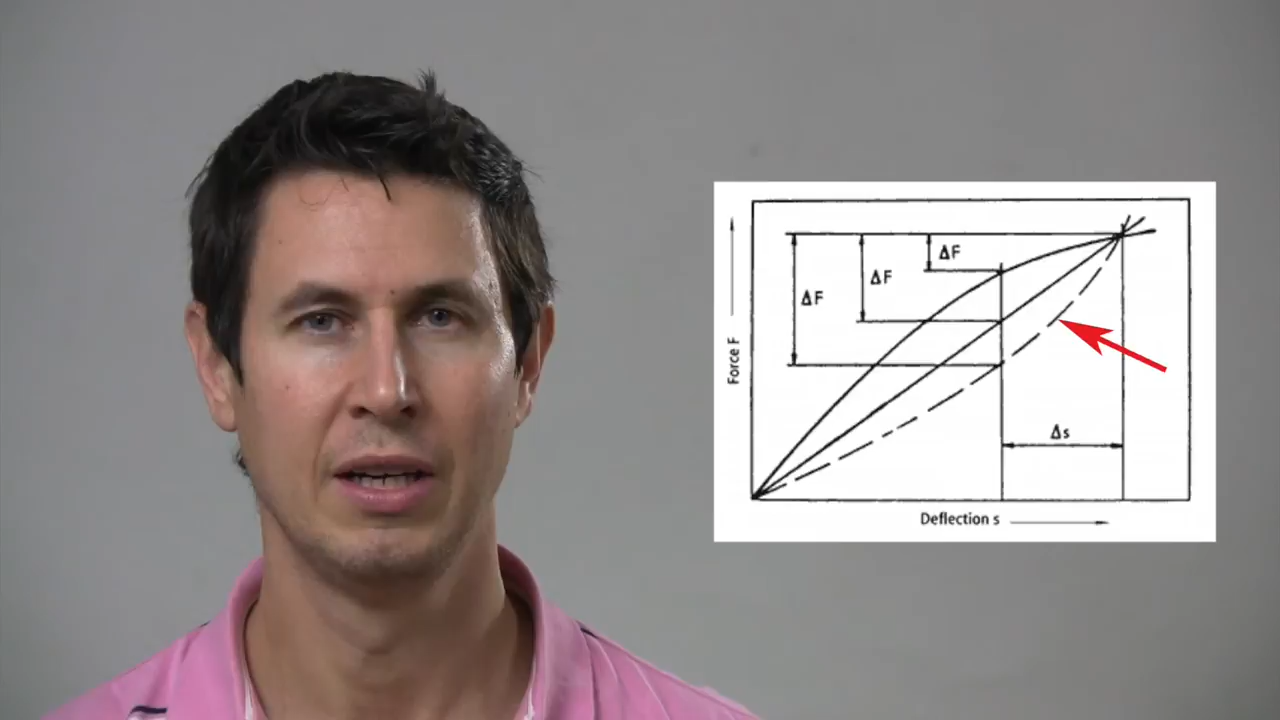 ΔF
ΔF
ΔF
Force F
Δs
Deflection s